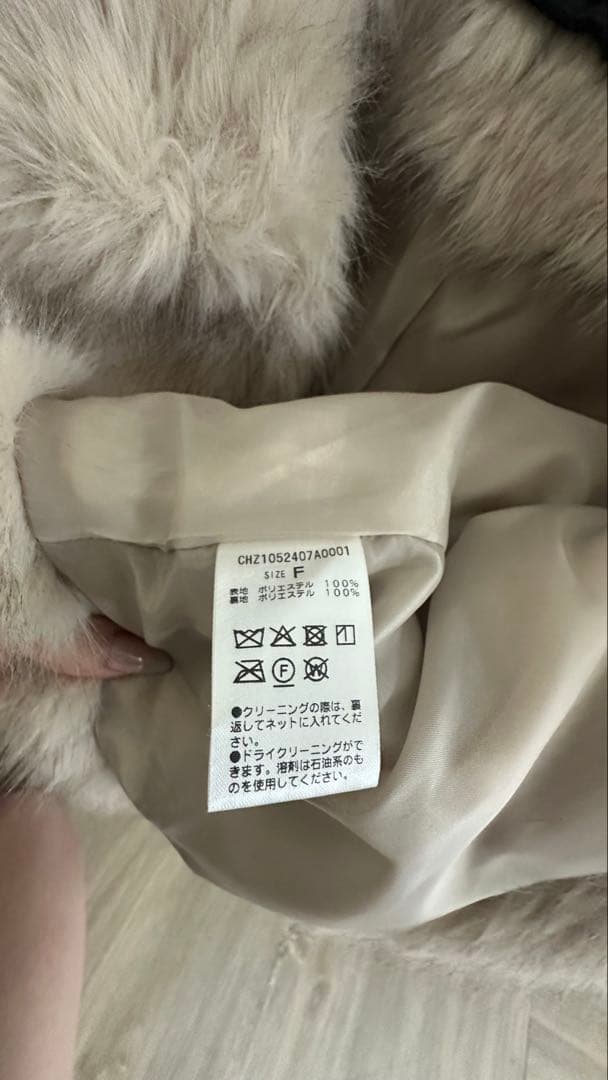 CHZ1052407A0001
SIZE F
表地 ポリエステル 100%
裏地 ポリエステル 100%
F
W
●クリーニングの際は、裏
返してネットに入れてくだ
さい。
●ドライクリーニングがで
きます。溶剤は石油系のも
のを使用してください。